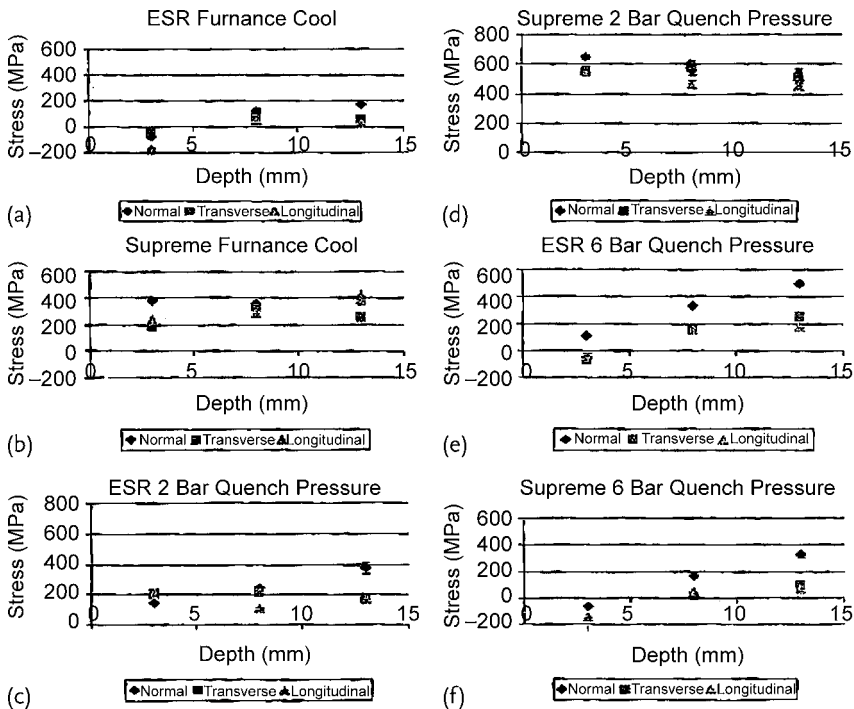 ESR Furnance Cool
600
400
200
0
−200
Stress (MPa)
0 5 10 15
Depth (mm)
Normal Transverse Longitudinal
(a)
Supreme Furnance Cool
600
400
200
0
−200
Stress (MPa)
0 5 10 15
Depth (mm)
Normal Transverse Longitudinal
(b)
ESR 2 Bar Quench Pressure
800
600
400
200
0
Stress (MPa)
0 5 10 15
Depth (mm)
Normal Transverse Longitudinal
(c)
Supreme 2 Bar Quench Pressure
800
600
400
200
0
Stress (MPa)
0 5 10 15
Depth (mm)
Normal Transverse Longitudinal
(d)
ESR 6 Bar Quench Pressure
600
400
200
0
−200
Stress (MPa)
0 5 10 15
Depth (mm)
Normal Transverse Longitudinal
(e)
Supreme 6 Bar Quench Pressure
600
400
200
0
−200
Stress (MPa)
0 5 10 15
Depth (mm)
Normal Transverse Longitudinal
(f)